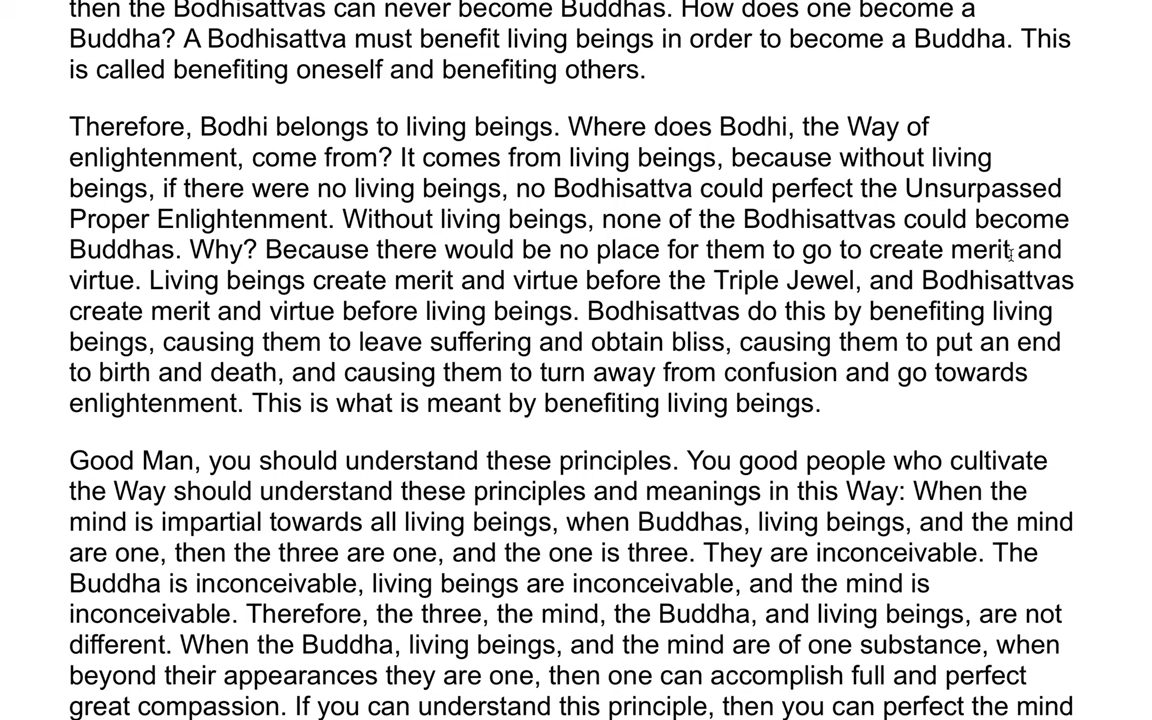 then the Bodhisattvas can never become Buddhas. How does one become a
Buddha? A Bodhisattva must benefit living beings in order to become a Buddha. This
is called benefiting oneself and benefiting others.
Therefore, Bodhi belongs to living beings. Where does Bodhi, the Way of
enlightenment, come from? It comes from living beings, because without living
beings, if there were no living beings, no Bodhisattva could perfect the Unsurpassed
Proper Enlightenment. Without living beings, none of the Bodhisattvas could become
Buddhas. Why? Because there would be no place for them to go to create merit and
virtue. Living beings create merit and virtue before the Triple Jewel, and Bodhisattvas
create merit and virtue before living beings. Bodhisattvas do this by benefiting living
beings, causing them to leave suffering and obtain bliss, causing them to put an end
to birth and death, and causing them to turn away from confusion and go towards
enlightenment. This is what is meant by benefiting living beings.
Good Man, you should understand these principles. You good people who cultivate
the Way should understand these principles and meanings in this Way: When the
mind is impartial towards all living beings, when Buddhas, living beings, and the mind
are one, then the three are one, and the one is three. They are inconceivable. The
Buddha is inconceivable, living beings are inconceivable, and the mind is
inconceivable. Therefore, the three, the mind, the Buddha, and living beings, are not
different. When the Buddha, living beings, and the mind are of one substance, when
beyond their appearances they are one, then one can accomplish full and perfect
great compassion. If you can understand this principle, then you can perfect the mind